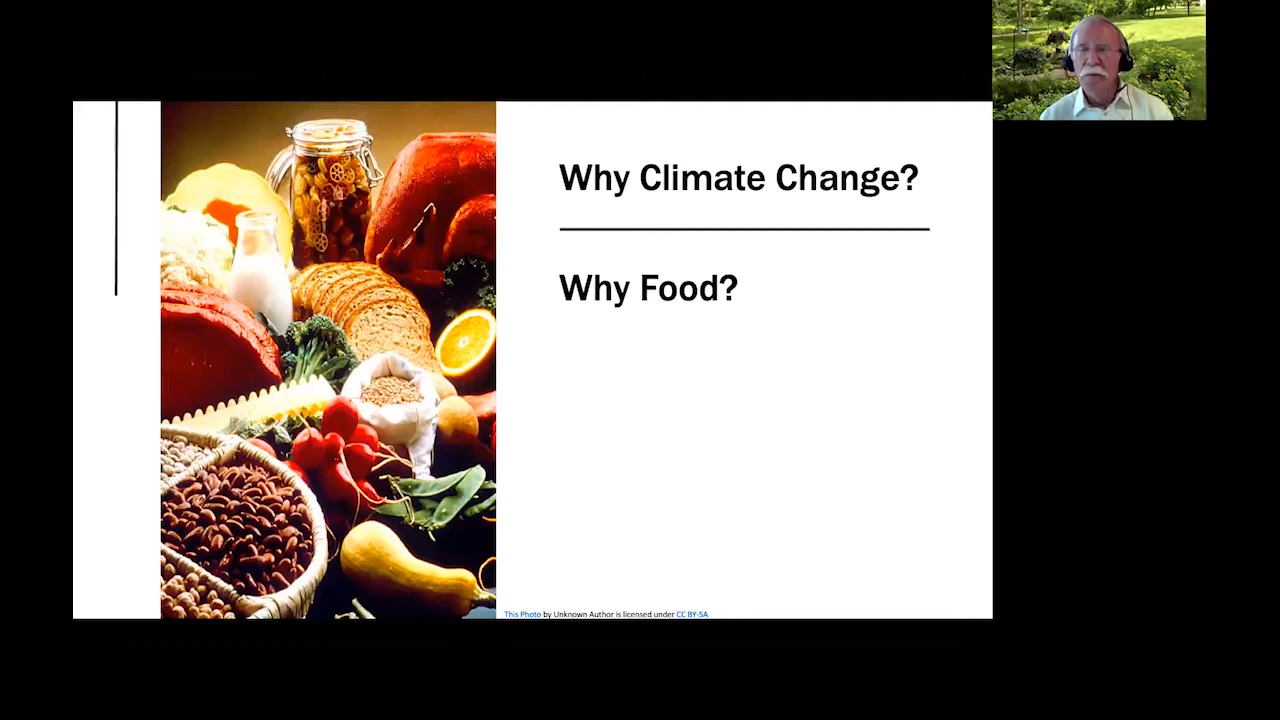 Why Climate Change?
Why Food?
This Photo by Unknown Author is licensed under CC BY-SA